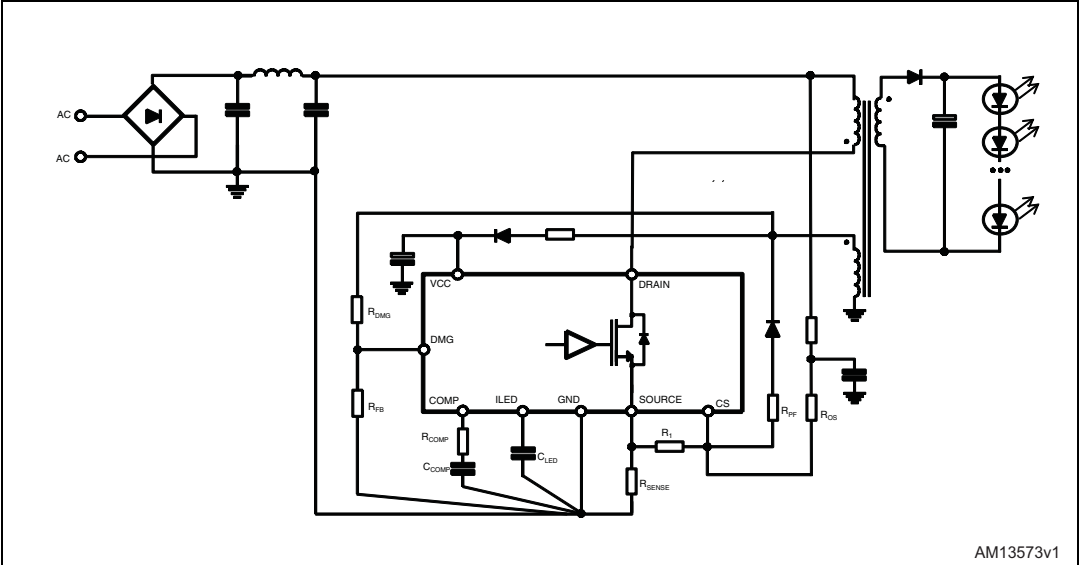 AC
AC
VCC
DRAIN
RDMG
DMG
RFB
COMP
ILED
GND
SOURCE
CS
RPF
ROS
RCOMP
R1
CCOMP
CLED
RSENSE
AM13573v1